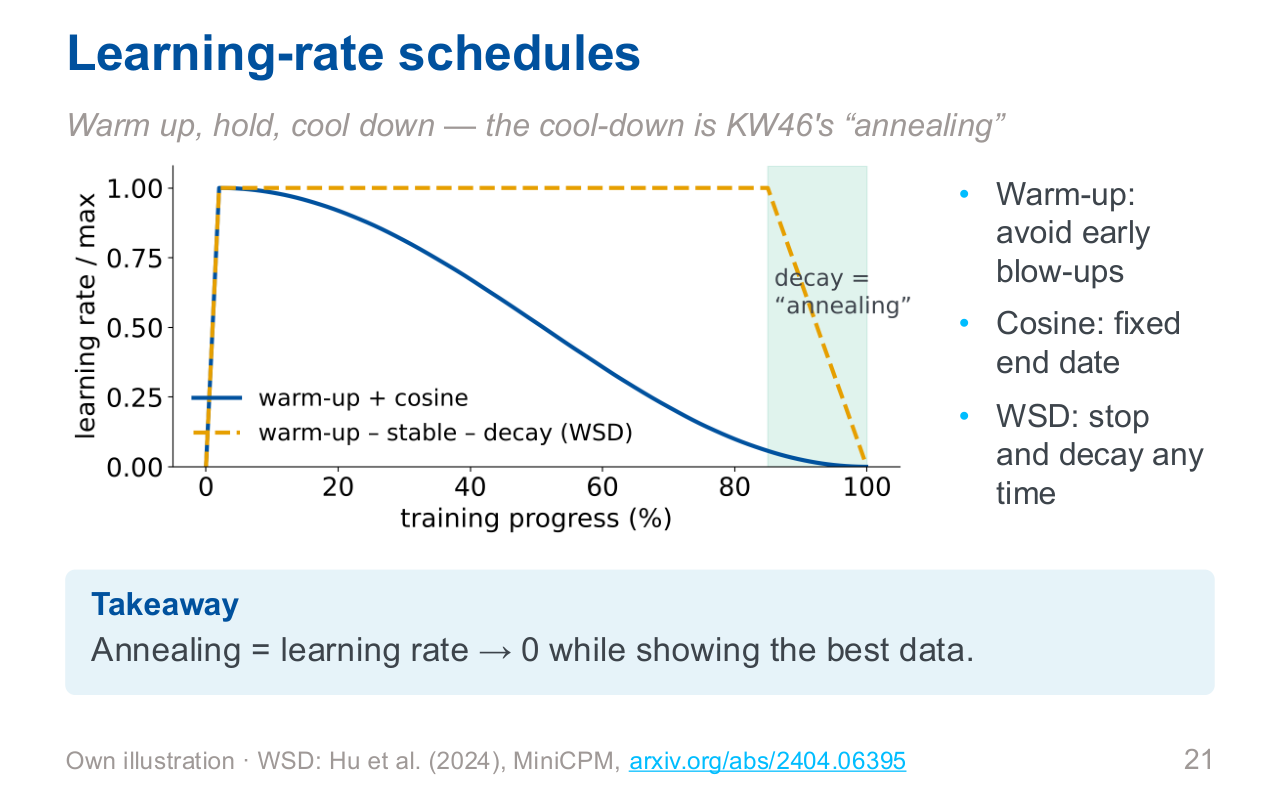 Learning-rate schedules
Warm up, hold, cool down — the cool-down is KW46's “annealing”
learning rate / max
1.00
0.75
0.50
0.25
0.00
decay =
“annealing”
warm-up + cosine
warm-up – stable – decay (WSD)
0 20 40 60 80 100
training progress (%)
• Warm-up:
avoid early
blow-ups
• Cosine: fixed
end date
• WSD: stop
and decay any
time
Takeaway
Annealing = learning rate → 0 while showing the best data.
Own illustration · WSD: Hu et al. (2024), MiniCPM, arxiv.org/abs/2404.06395
21